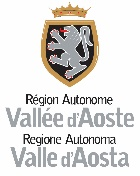 Région Autonome
Vallée d'Aoste
Regione Autonoma
Valle d'Aosta